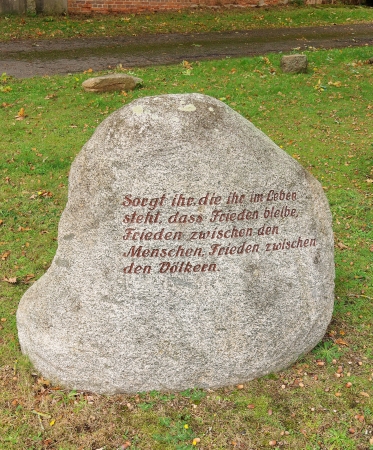 Sorgt ihr, die ihr im Leben
steht, dass Frieden bleibe,
Frieden zwischen den
Menschen, Frieden zwischen
den Völkern.